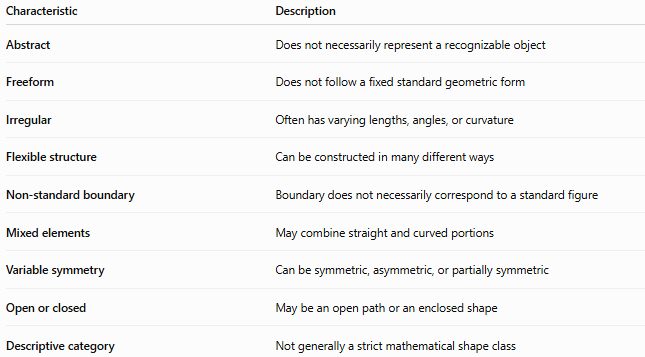 Characteristic Description
Abstract Does not necessarily represent a recognizable object
Freeform Does not follow a fixed standard geometric form
Irregular Often has varying lengths, angles, or curvature
Flexible structure Can be constructed in many different ways
Non-standard boundary Boundary does not necessarily correspond to a standard figure
Mixed elements May combine straight and curved portions
Variable symmetry Can be symmetric, asymmetric, or partially symmetric
Open or closed May be an open path or an enclosed shape
Descriptive category Not generally a strict mathematical shape class